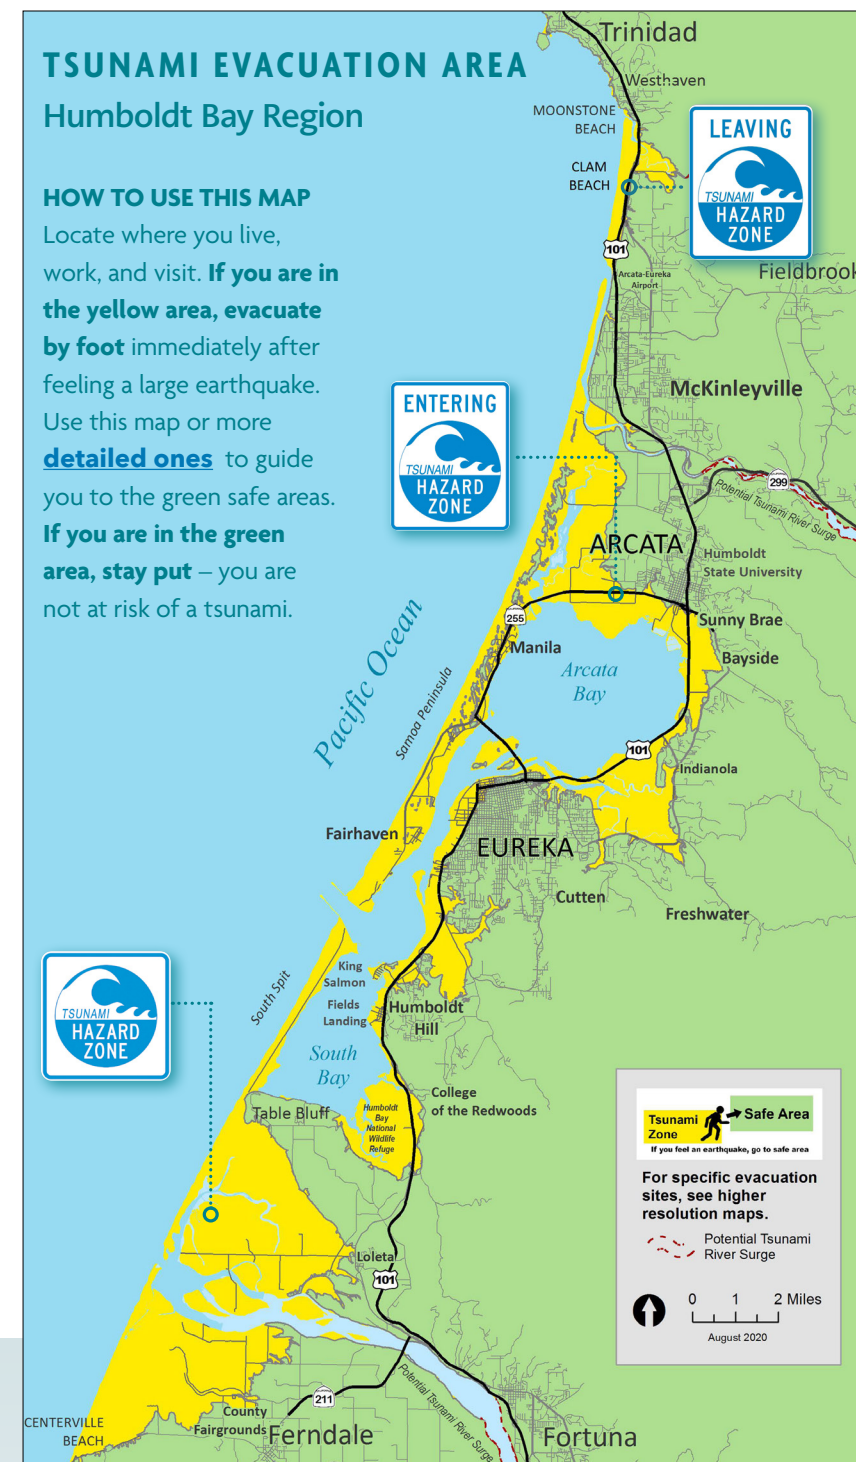 TSUNAMI EVACUATION AREA
Humboldt Bay Region
HOW TO USE THIS MAP
Locate where you live,
work, and visit. If you are in
the yellow area, evacuate
by foot immediately after
feeling a large earthquake.
Use this map or more
detailed ones to guide
you to the green safe areas.
If you are in the green
area, stay put – you are
not at risk of a tsunami.
Trinidad
Westhaven
MOONSTONE
BEACH
CLAM
BEACH
LEAVING
TSUNAMI
HAZARD
ZONE
101
Arcata-Eureka
Airport
Fieldbrook
McKinleyville
ENTERING
TSUNAMI
HAZARD
ZONE
299
Potential Tsunami River Surge
ARCATA
Humboldt
State University
255
Sunny Brae
Manila
Bayside
Arcata
Bay
Pacific Ocean
Samoa Peninsula
101
Indianola
Fairhaven
EUREKA
Cutten
Freshwater
TSUNAMI
HAZARD
ZONE
South Spit
King
Salmon
Fields
Landing
Humboldt
Hill
South
Bay
Table Bluff
Humboldt
Bay
National
Wildlife
Refuge
College
of the Redwoods
Loleta
101
Tsunami
Zone
Safe Area
If you feel an earthquake, go to safe area
For specific evacuation
sites, see higher
resolution maps.
Potential Tsunami
River Surge
0 1 2 Miles
August 2020
211
Potential Tsunami River Surge
CENTERVILLE
BEACH
County
Fairgrounds
Ferndale
Fortuna